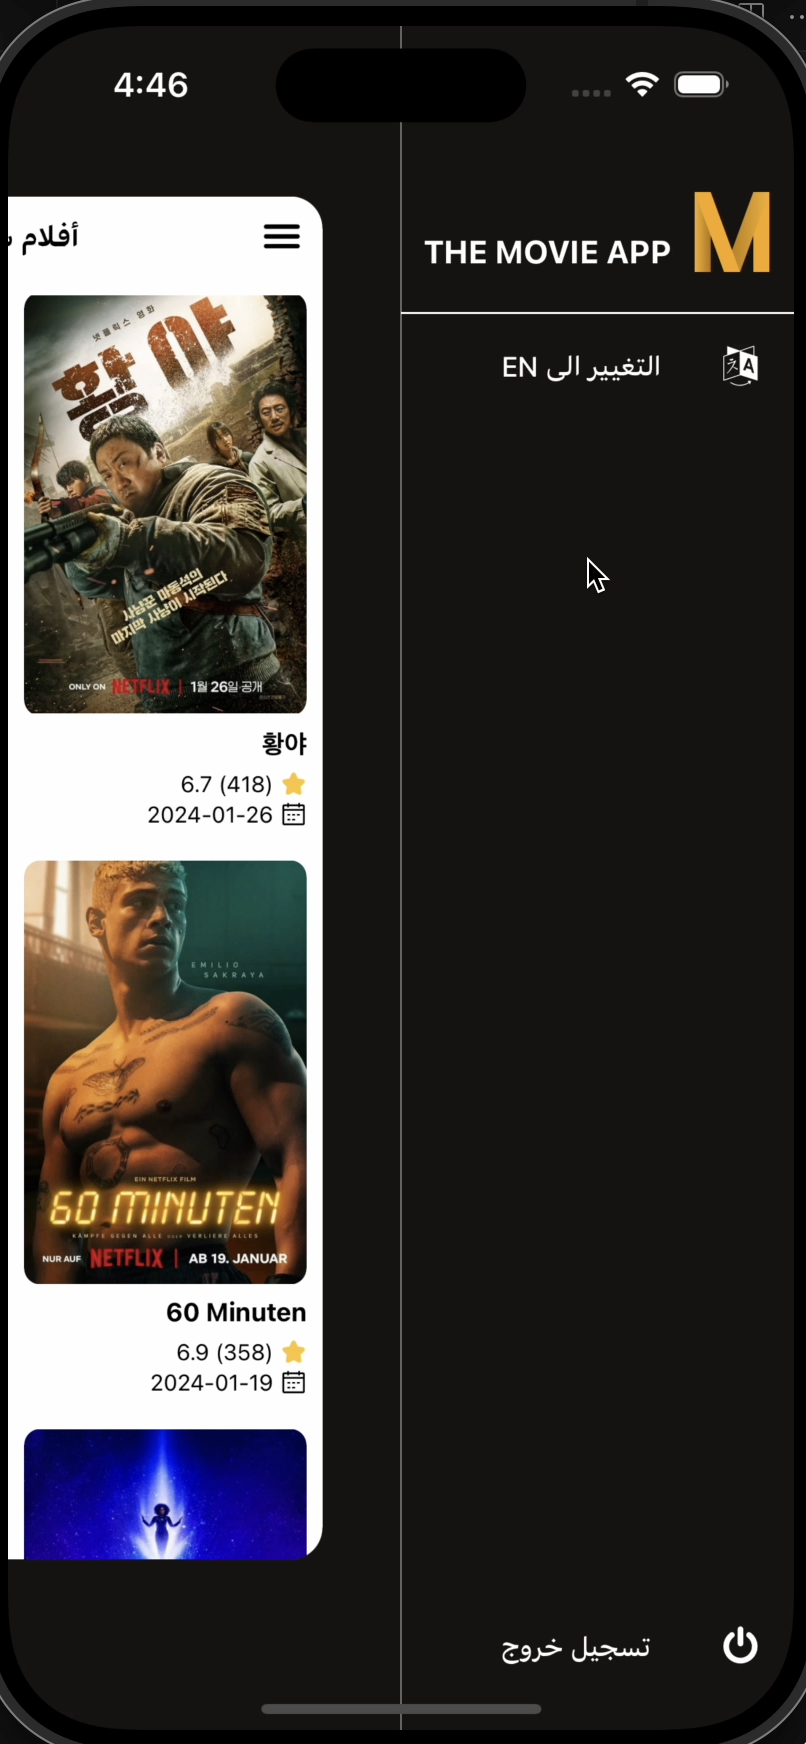 4:46
M
THE MOVIE APP
التغيير الى EN
أفلام
넷플릭스 영화
황야
사냥꾼 마동석의
마지막 사냥이 시작된다
ONLY ON NETFLIX | 1월 26일 공개
황야
6.7 (418)
2024-01-26
EMILIO
SAKRAYA
EIN NETFLIX FILM
60 MINUTEN
KÄMPFE GEGEN ALLE ODER VERLIERE ALLES
NUR AUF NETFLIX | AB 19. JANUAR
60 Minuten
6.9 (358)
2024-01-19
تسجيل خروج